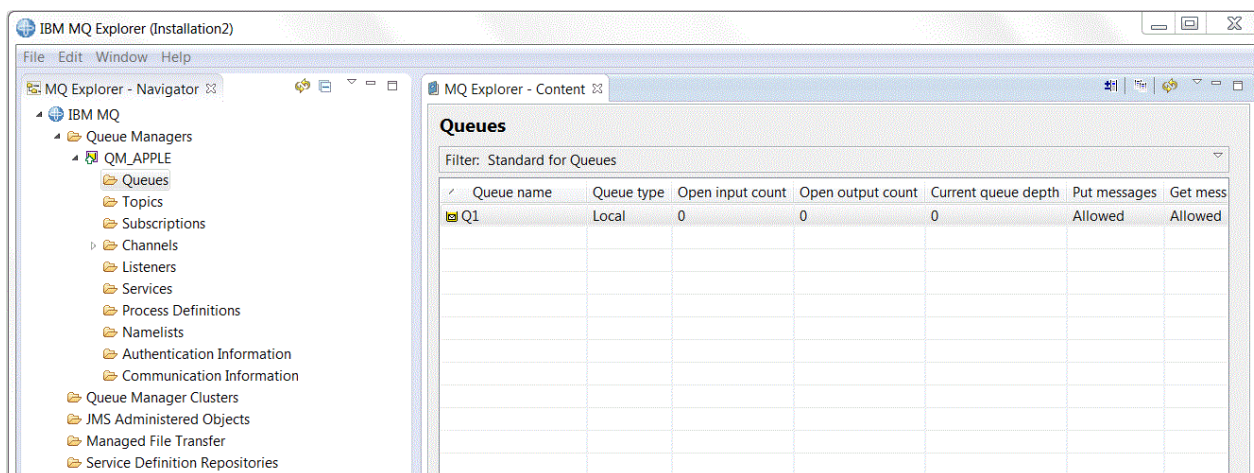 IBM MQ Explorer (Installation2)
File Edit Window Help
MQ Explorer - Navigator
IBM MQ
Queue Managers
QM_APPLE
Queues
Topics
Subscriptions
Channels
Listeners
Services
Process Definitions
Namelists
Authentication Information
Communication Information
Queue Manager Clusters
JMS Administered Objects
Managed File Transfer
Service Definition Repositories
MQ Explorer - Content
Queues
Filter: Standard for Queues
Queue name Queue type Open input count Open output count Current queue depth Put messages Get mess
Q1 Local 0 0 0 Allowed Allowed